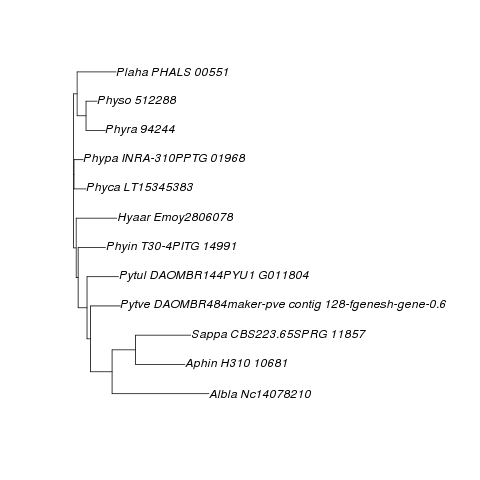 Plaha PHALS 00551
Physo 512288
Phyra 94244
Phypa INRA-310PPTG 01968
Phyca LT15345383
Hyaar Emoy2806078
Phyin T30-4PITG 14991
Pytul DAOMBR144PYU1 G011804
Pytve DAOMBR484maker-pve contig 128-fgenesh-gene-0.6
Sappa CBS223.65SPRG 11857
Aphin H310 10681
Albla Nc14078210